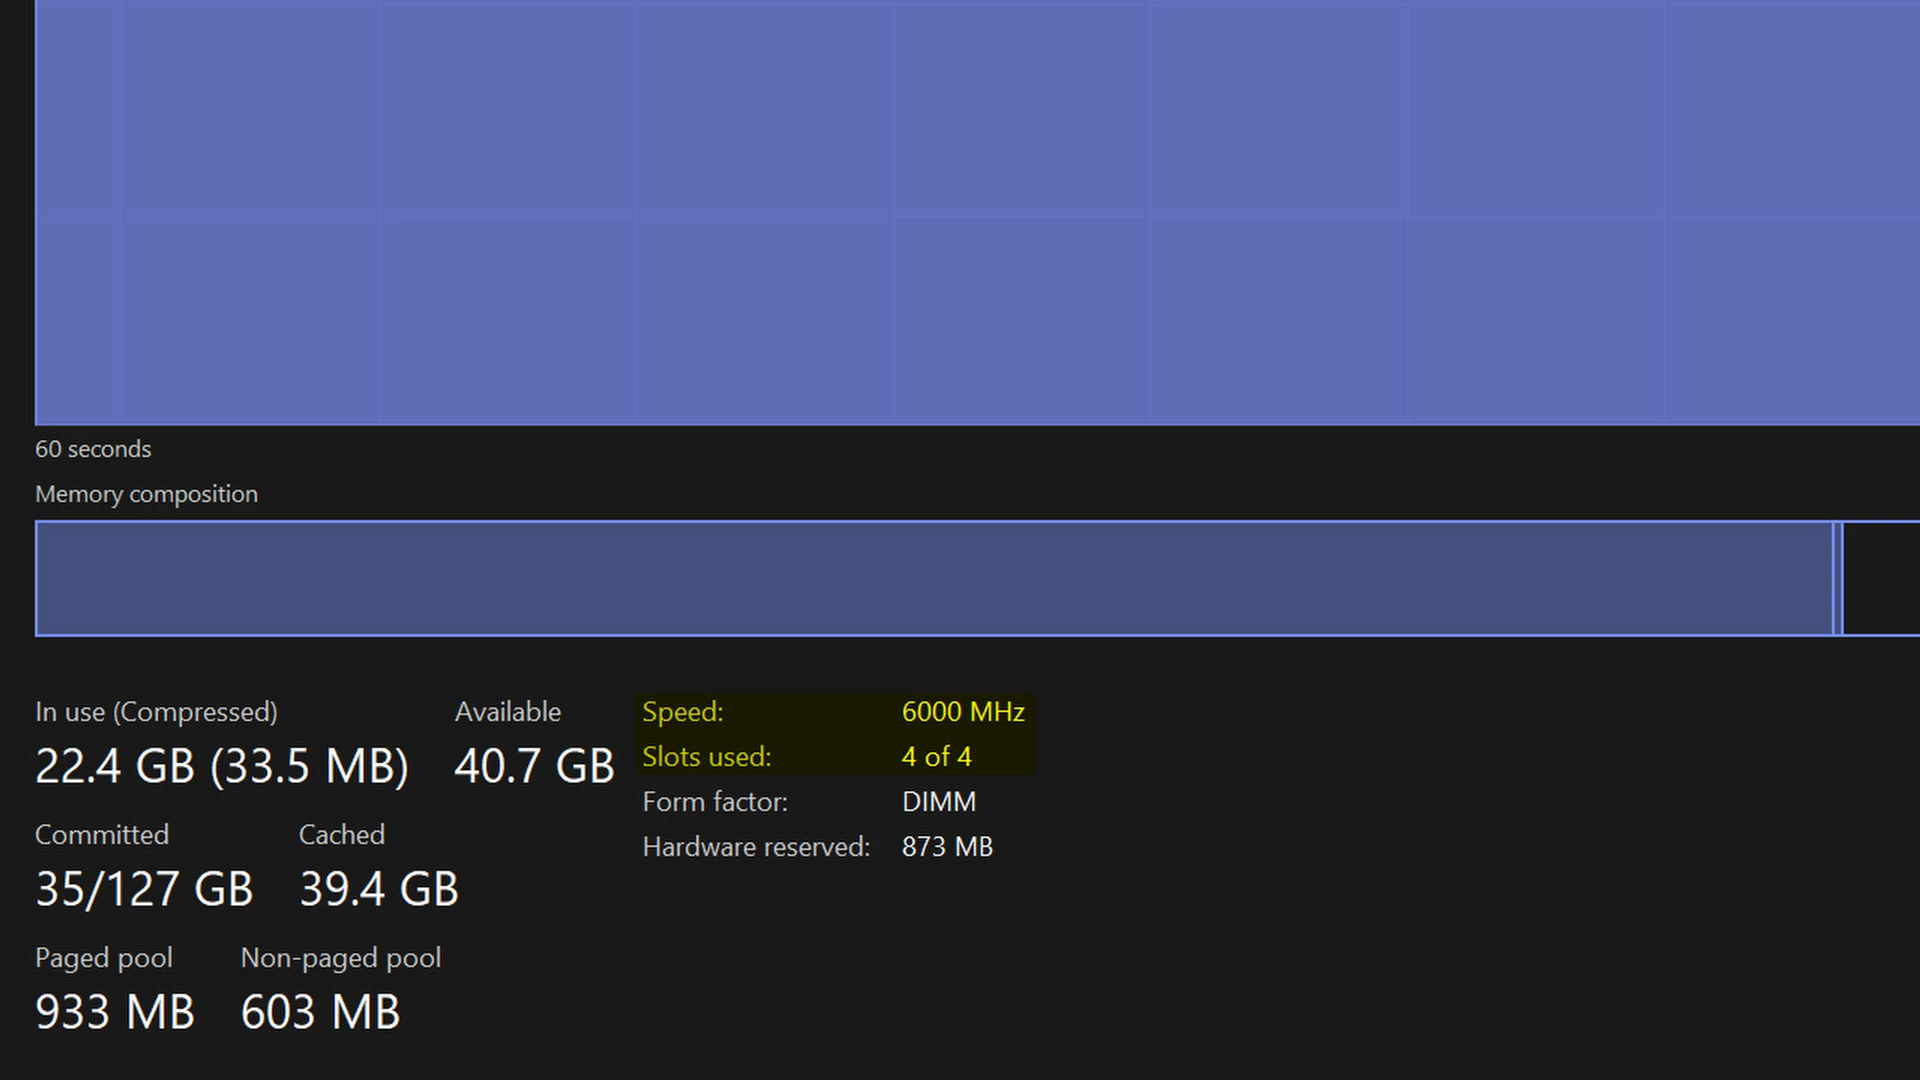 60 seconds
Memory composition
In use (Compressed)
22.4 GB (33.5 MB)
Available
40.7 GB
Committed
35/127 GB
Cached
39.4 GB
Paged pool
933 MB
Non-paged pool
603 MB
Speed: 6000 MHz
Slots used: 4 of 4
Form factor: DIMM
Hardware reserved: 873 MB